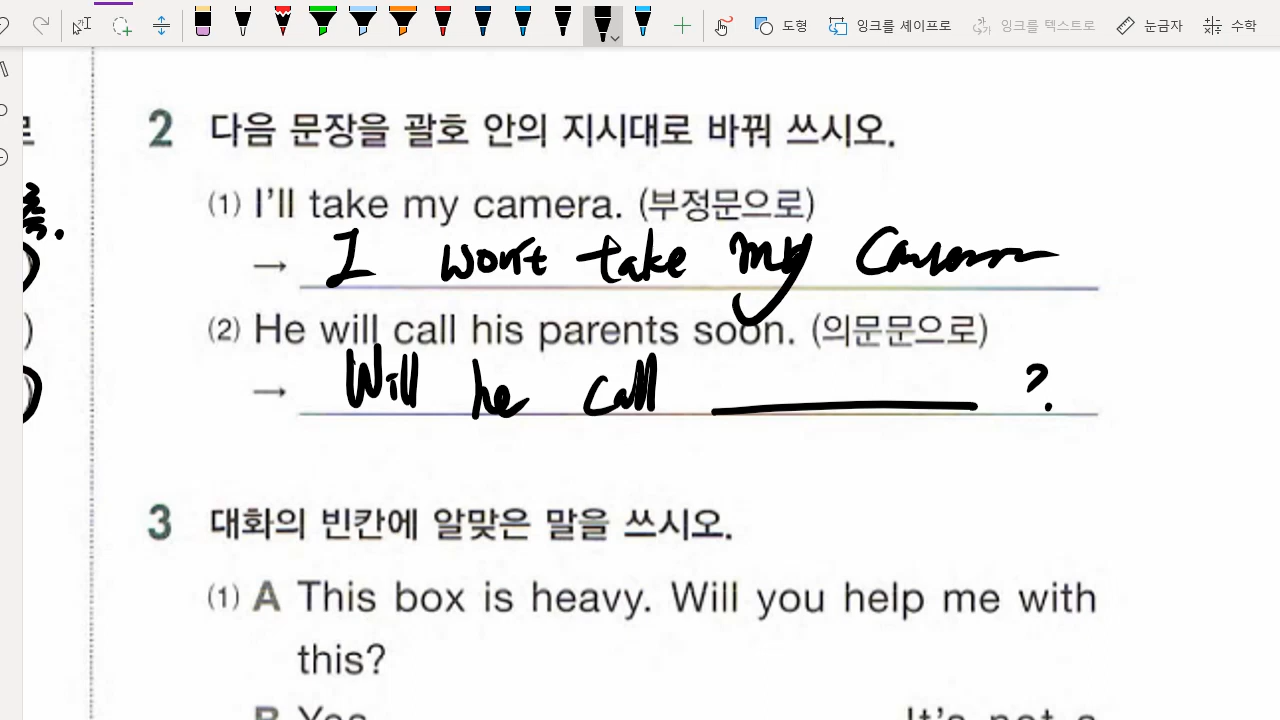 도형 잉크를 셰이프로 잉크를 텍스트로 눈금자 수학
2 다음 문장을 괄호 안의 지시대로 바꿔 쓰시오.
(1) I'll take my camera. (부정문으로)
→ I won't take my camera
(2) He will call his parents soon. (의문문으로)
→ Will he call ?
3 대화의 빈칸에 알맞은 말을 쓰시오.
(1) A This box is heavy. Will you help me with
this?
B Yes It's not a